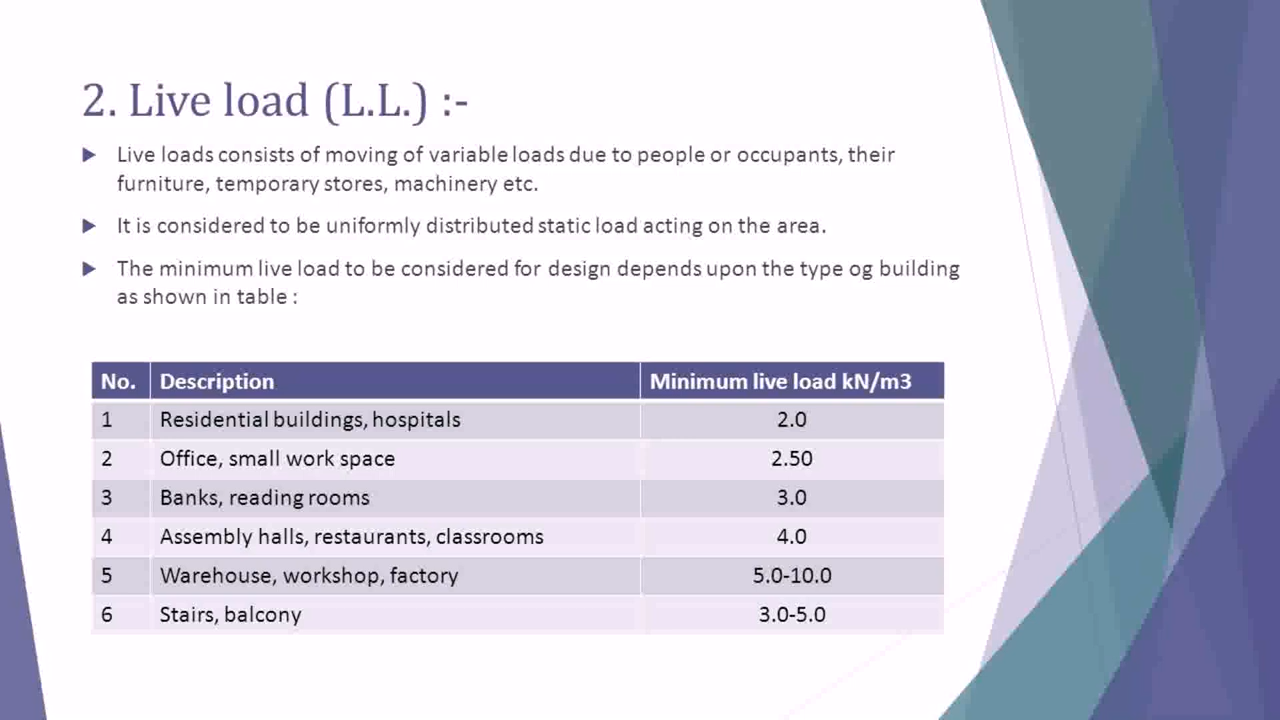 2. Live load (L.L.) :-
Live loads consists of moving of variable loads due to people or occupants, their
furniture, temporary stores, machinery etc.
It is considered to be uniformly distributed static load acting on the area.
The minimum live load to be considered for design depends upon the type og building
as shown in table :
No. Description Minimum live load kN/m3
1 Residential buildings, hospitals 2.0
2 Office, small work space 2.50
3 Banks, reading rooms 3.0
4 Assembly halls, restaurants, classrooms 4.0
5 Warehouse, workshop, factory 5.0-10.0
6 Stairs, balcony 3.0-5.0